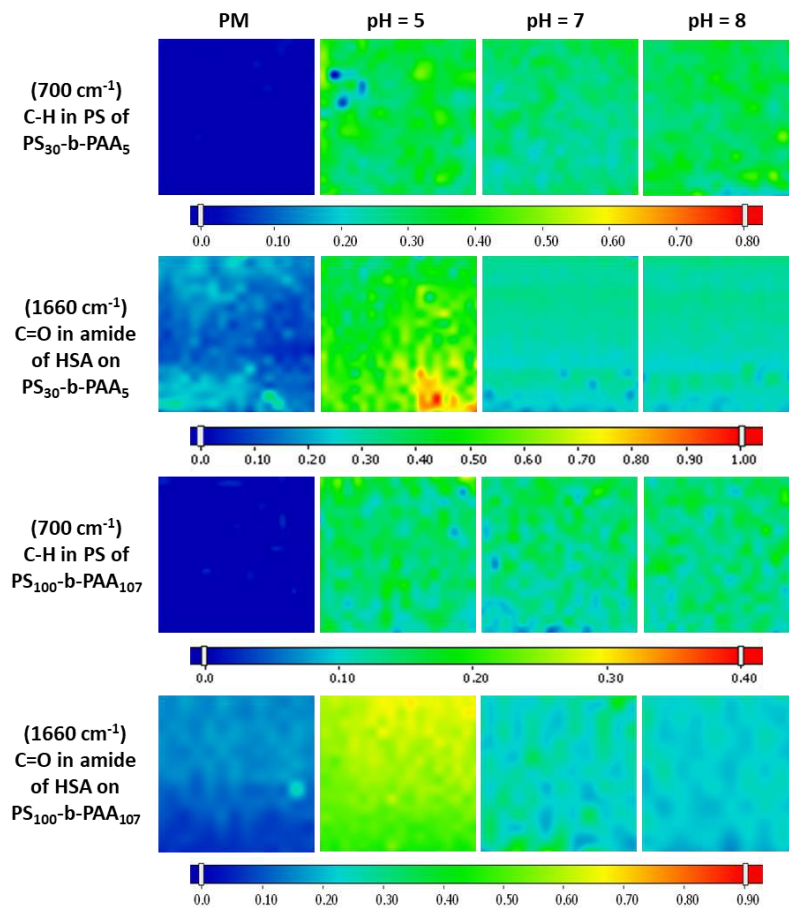 PM pH = 5 pH = 7 pH = 8
(700 cm⁻¹)
C-H in PS of
PS₃₀-b-PAA₅
0.0 0.10 0.20 0.30 0.40 0.50 0.60 0.70 0.80
(1660 cm⁻¹)
C=O in amide
of HSA on
PS₃₀-b-PAA₅
0.0 0.10 0.20 0.30 0.40 0.50 0.60 0.70 0.80 0.90 1.00
(700 cm⁻¹)
C-H in PS of
PS₁₀₀-b-PAA₁₀₇
0.0 0.10 0.20 0.30 0.40
(1660 cm⁻¹)
C=O in amide
of HSA on
PS₁₀₀-b-PAA₁₀₇
0.0 0.10 0.20 0.30 0.40 0.50 0.60 0.70 0.80 0.90